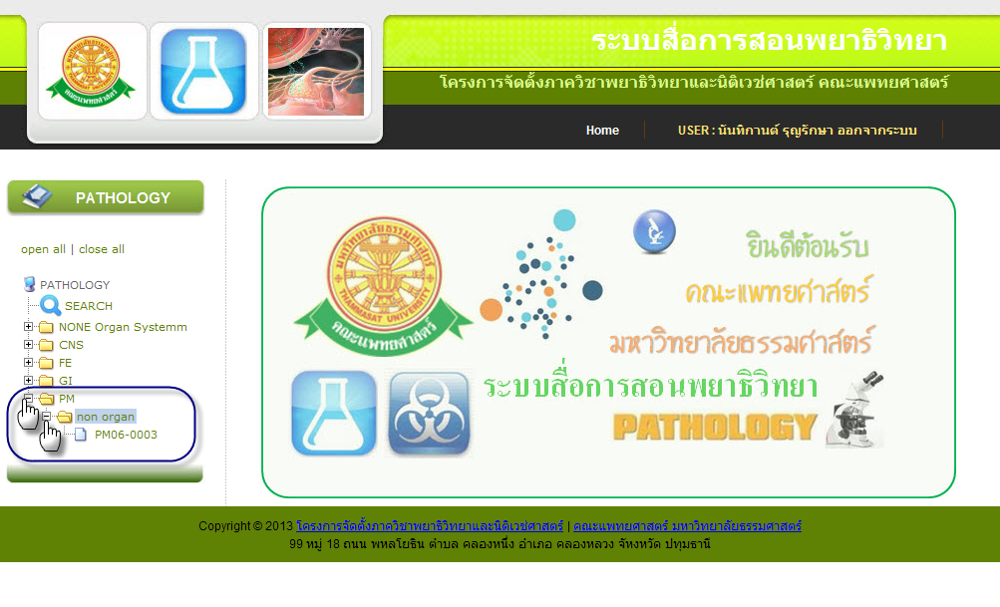 ระบบสื่อการสอนพยาธิวิทยา
โครงการจัดตั้งภาควิชาพยาธิวิทยาและนิติเวชศาสตร์ คณะแพทยศาสตร์
Home
USER : นันทิกานต์ รุญรักษา ออกจากระบบ
PATHOLOGY
open all | close all
PATHOLOGY
SEARCH
NONE Organ Systemm
CNS
FE
GI
PM
non organ
PM06-0003
มหาวิทยาลัยธรรมศาสตร์
THAMMASAT UNIVERSITY
คณะแพทยศาสตร์
ยินดีต้อนรับ
คณะแพทยศาสตร์
มหาวิทยาลัยธรรมศาสตร์
ระบบสื่อการสอนพยาธิวิทยา
PATHOLOGY
Copyright © 2013 โครงการจัดตั้งภาควิชาพยาธิวิทยาและนิติเวชศาสตร์ | คณะแพทยศาสตร์ มหาวิทยาลัยธรรมศาสตร์
99 หมู่ 18 ถนน พหลโยธิน ตำบล คลองหนึ่ง อำเภอ คลองหลวง จังหวัด ปทุมธานี